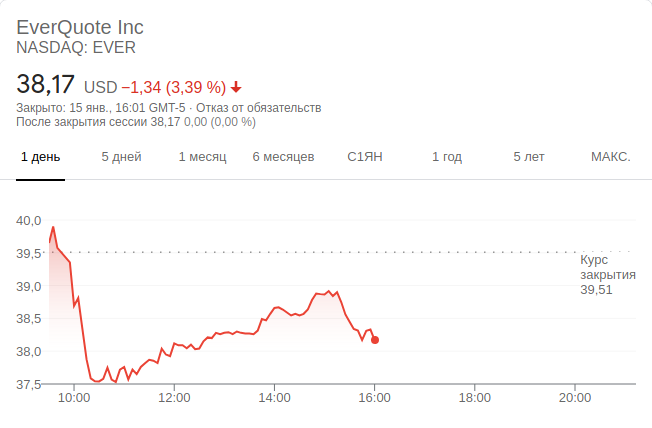 EverQuote Inc
NASDAQ: EVER
38,17 USD −1,34 (3,39 %)
Закрыто: 15 янв., 16:01 GMT-5 · Отказ от обязательств
После закрытия сессии 38,17 0,00 (0,00 %)
1 день 5 дней 1 месяц 6 месяцев С1ЯН 1 год 5 лет МАКС.
40,0
39,5
Курс
закрытия
39,51
39,0
38,5
38,0
37,5
10:00 12:00 14:00 16:00 18:00 20:00